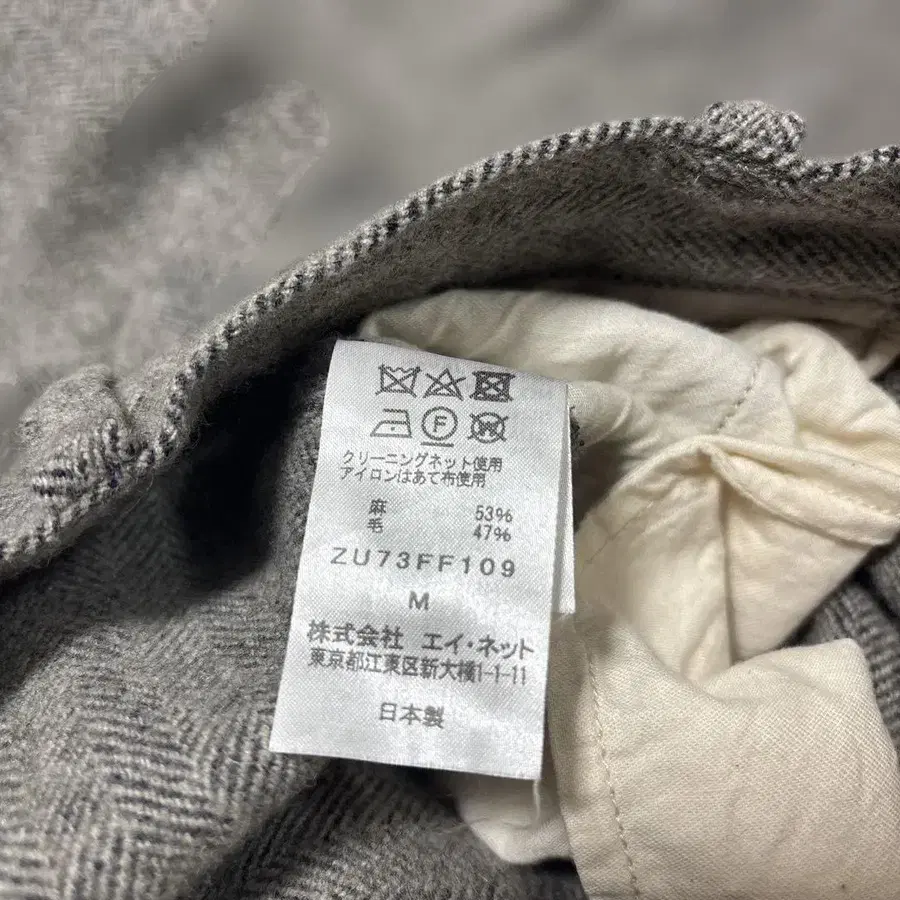 F
W
クリーニングネット使用
アイロンはあて布使用
麻 53%
毛 47%
ZU73FF109
M
株式会社 エイ・ネット
東京都江東区新大橋1-1-11
日本製